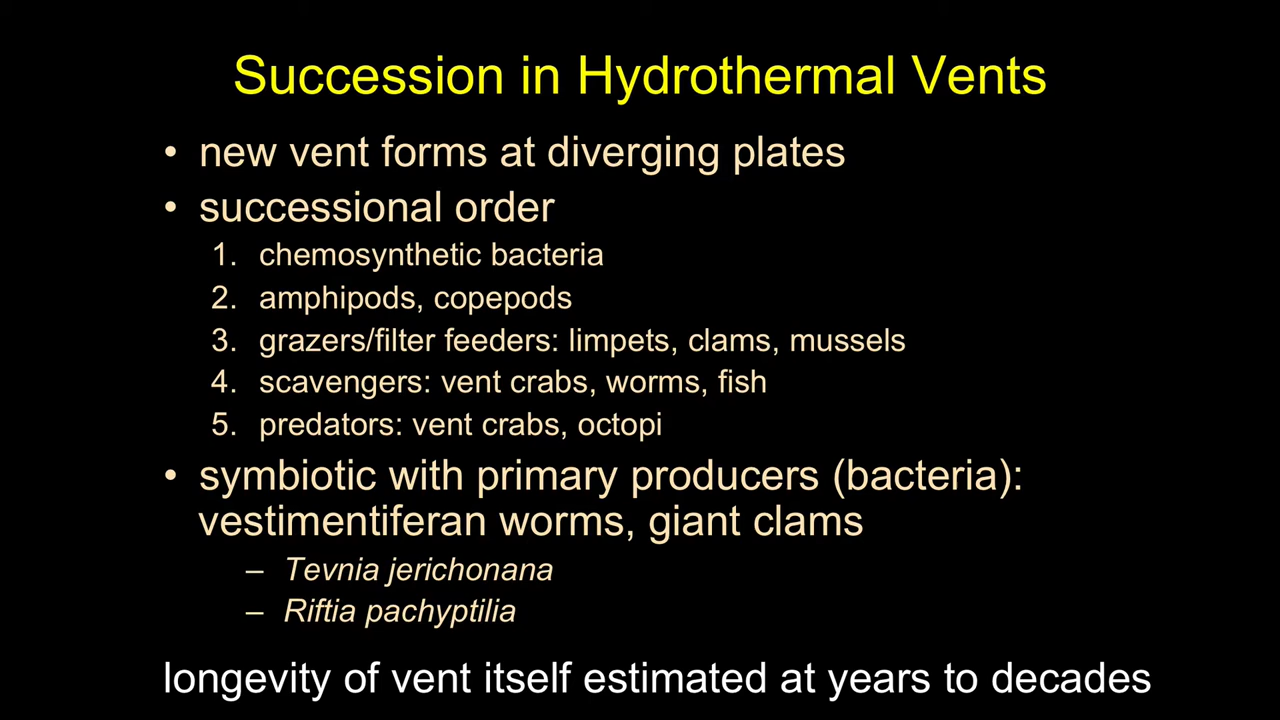 Succession in Hydrothermal Vents
• new vent forms at diverging plates
• successional order
1. chemosynthetic bacteria
2. amphipods, copepods
3. grazers/filter feeders: limpets, clams, mussels
4. scavengers: vent crabs, worms, fish
5. predators: vent crabs, octopi
• symbiotic with primary producers (bacteria):
vestimentiferan worms, giant clams
– Tevnia jerichonana
– Riftia pachyptilia
longevity of vent itself estimated at years to decades